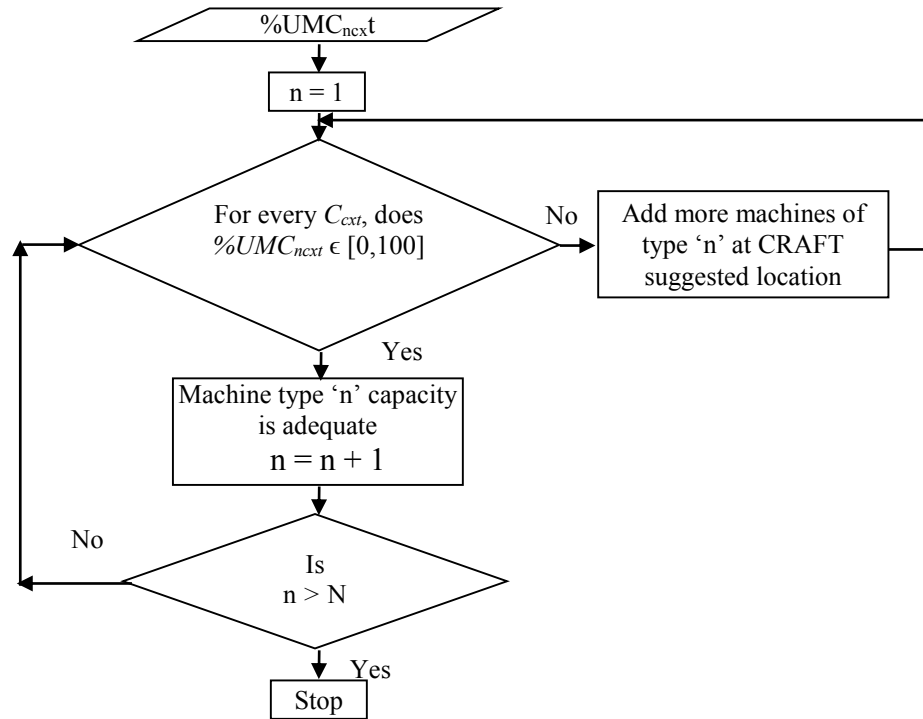 %UMCncxt
n = 1
For every Ccxt, does
%UMCncxt ϵ [0,100]
No
Add more machines of
type ‘n’ at CRAFT
suggested location
Yes
Machine type ‘n’ capacity
is adequate
n = n + 1
No
Is
n > N
Yes
Stop